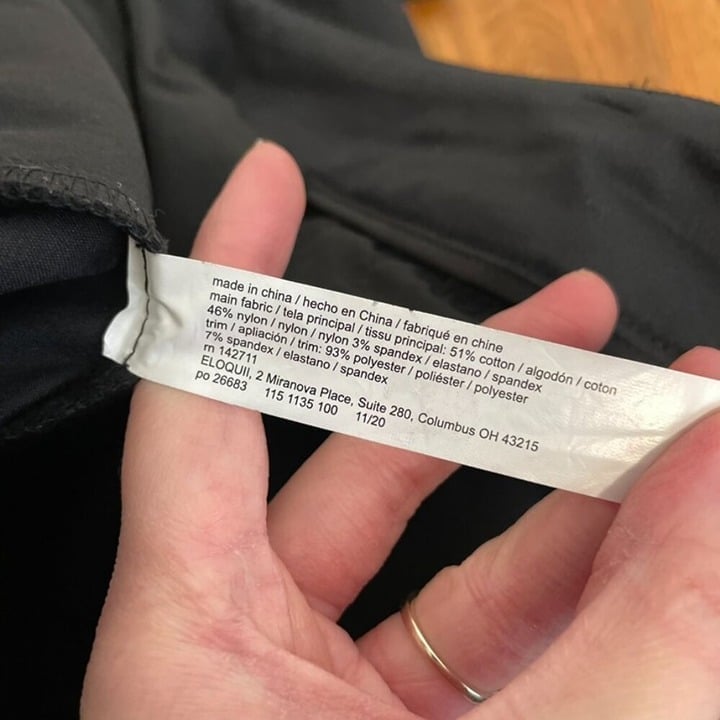 made in china / hecho en China / fabriqué en chine
main fabric / tela principal / tissu principal: 51% cotton / algodón / coton
46% nylon / nylon / nylon 3% spandex / elastano / spandex
trim / apliación / trim: 93% polyester / poliéster / polyester
7% spandex / elastano / spandex
rn 142711
ELOQUII, 2 Miranova Place, Suite 280, Columbus OH 43215
po 26683 115 1135 100 11/20